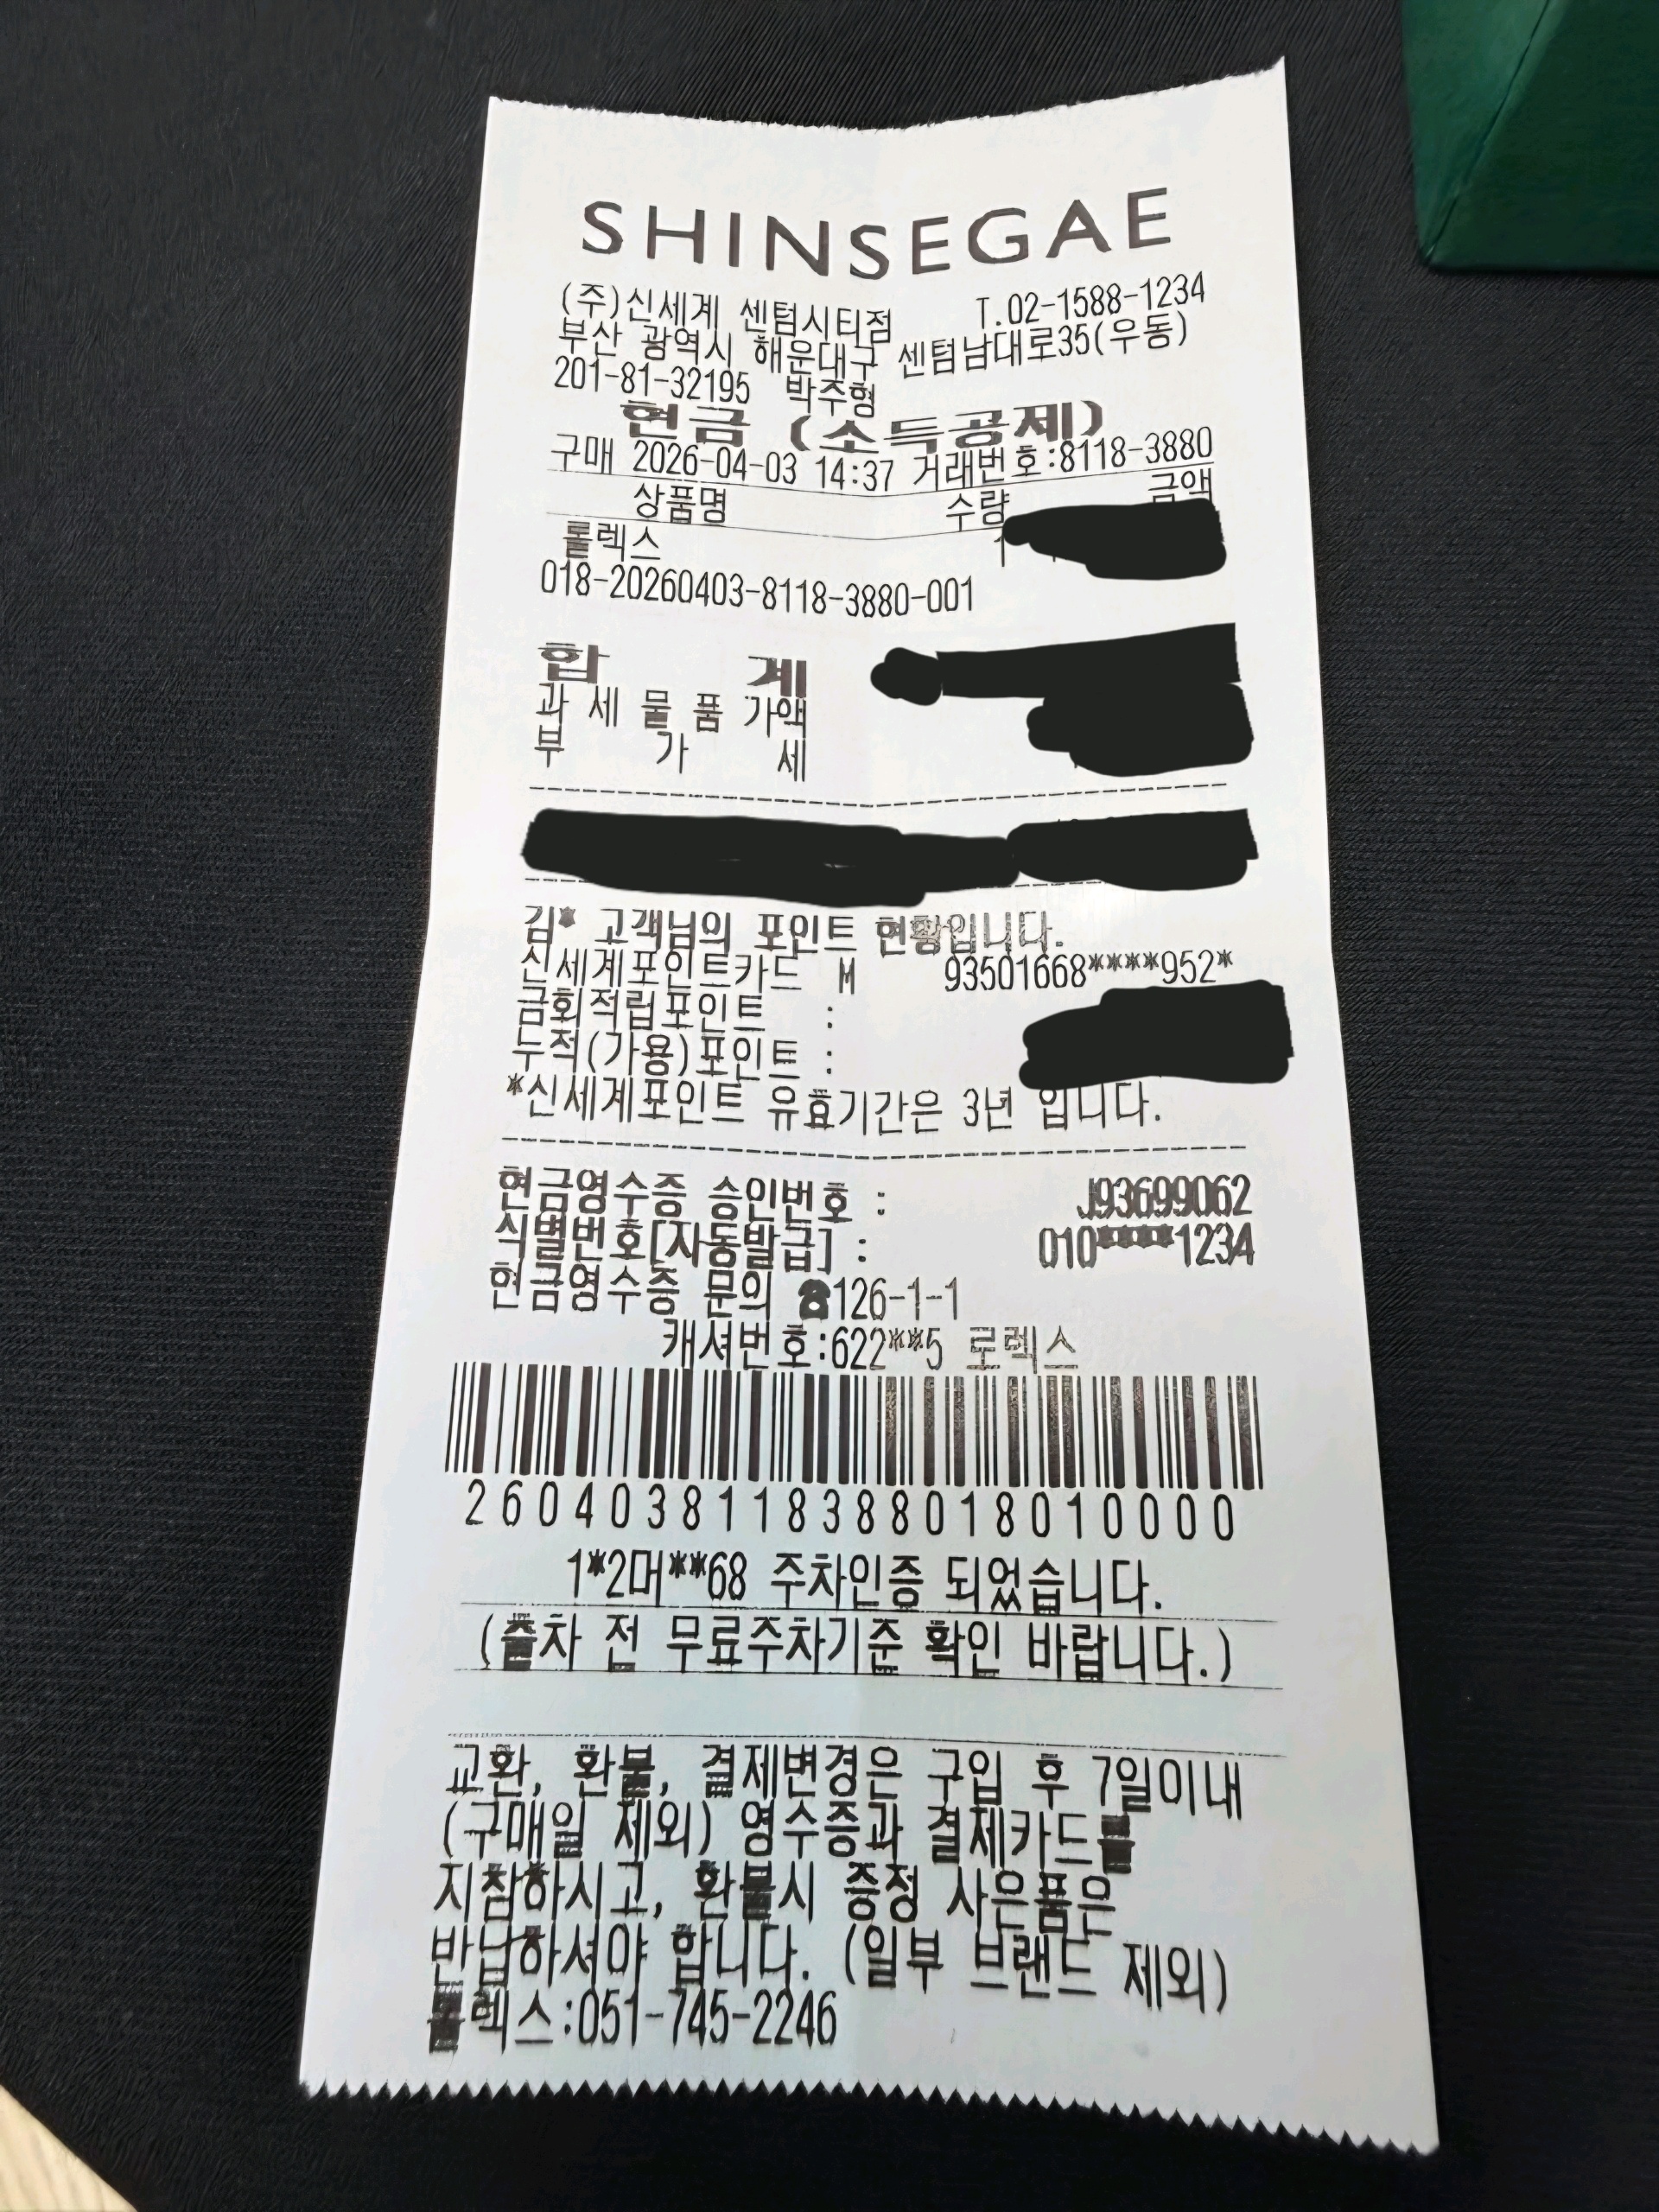 SHINSEGAE
(주)신세계 센텀시티점 T.02-1588-1234
부산 광역시 해운대구 센텀남대로35(우동)
201-81-32195 박주형
현금 (소득공제)
구매 2026-04-03 14:37 거래번호:8118-3880
상품명 수량 금액
롤렉스 1
018-20260403-8118-3880-001
합 계
과 세 물 품 가액
부 가 세
김* 고객님의 포인트 현황입니다.
신세계포인트카드 M 93501668****952*
금회적립포인트 :
누적(가용)포인트 :
*신세계포인트 유효기간은 3년 입니다.
현금영수증 승인번호 : J93699062
식별번호[자동발급] : 010****1234
현금영수증 문의 ☎126-1-1
캐셔번호:622**5 로렉스
2604038118388018010000
1*2머**68 주차인증 되었습니다.
(출차 전 무료주차기준 확인 바랍니다.)
교환, 환불, 결제변경은 구입 후 7일이내
(구매일 제외) 영수증과 결제카드를
지참하시고, 환불시 증정 사은품은
반납하셔야 합니다. (일부 브랜드 제외)
롤렉스:051-745-2246